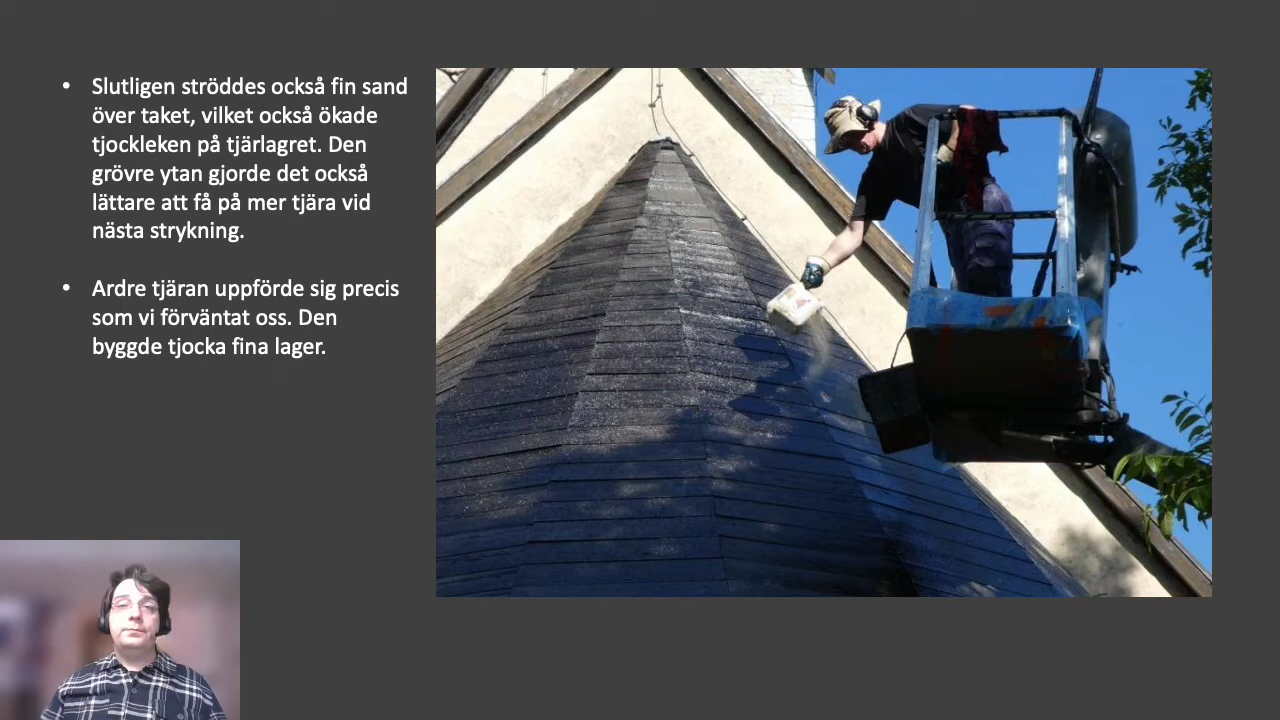 • Slutligen ströddes också fin sand
över taket, vilket också ökade
tjockleken på tjärlagret. Den
grövre ytan gjorde det också
lättare att få på mer tjära vid
nästa strykning.
• Ardre tjäran uppförde sig precis
som vi förväntat oss. Den
byggde tjocka fina lager.